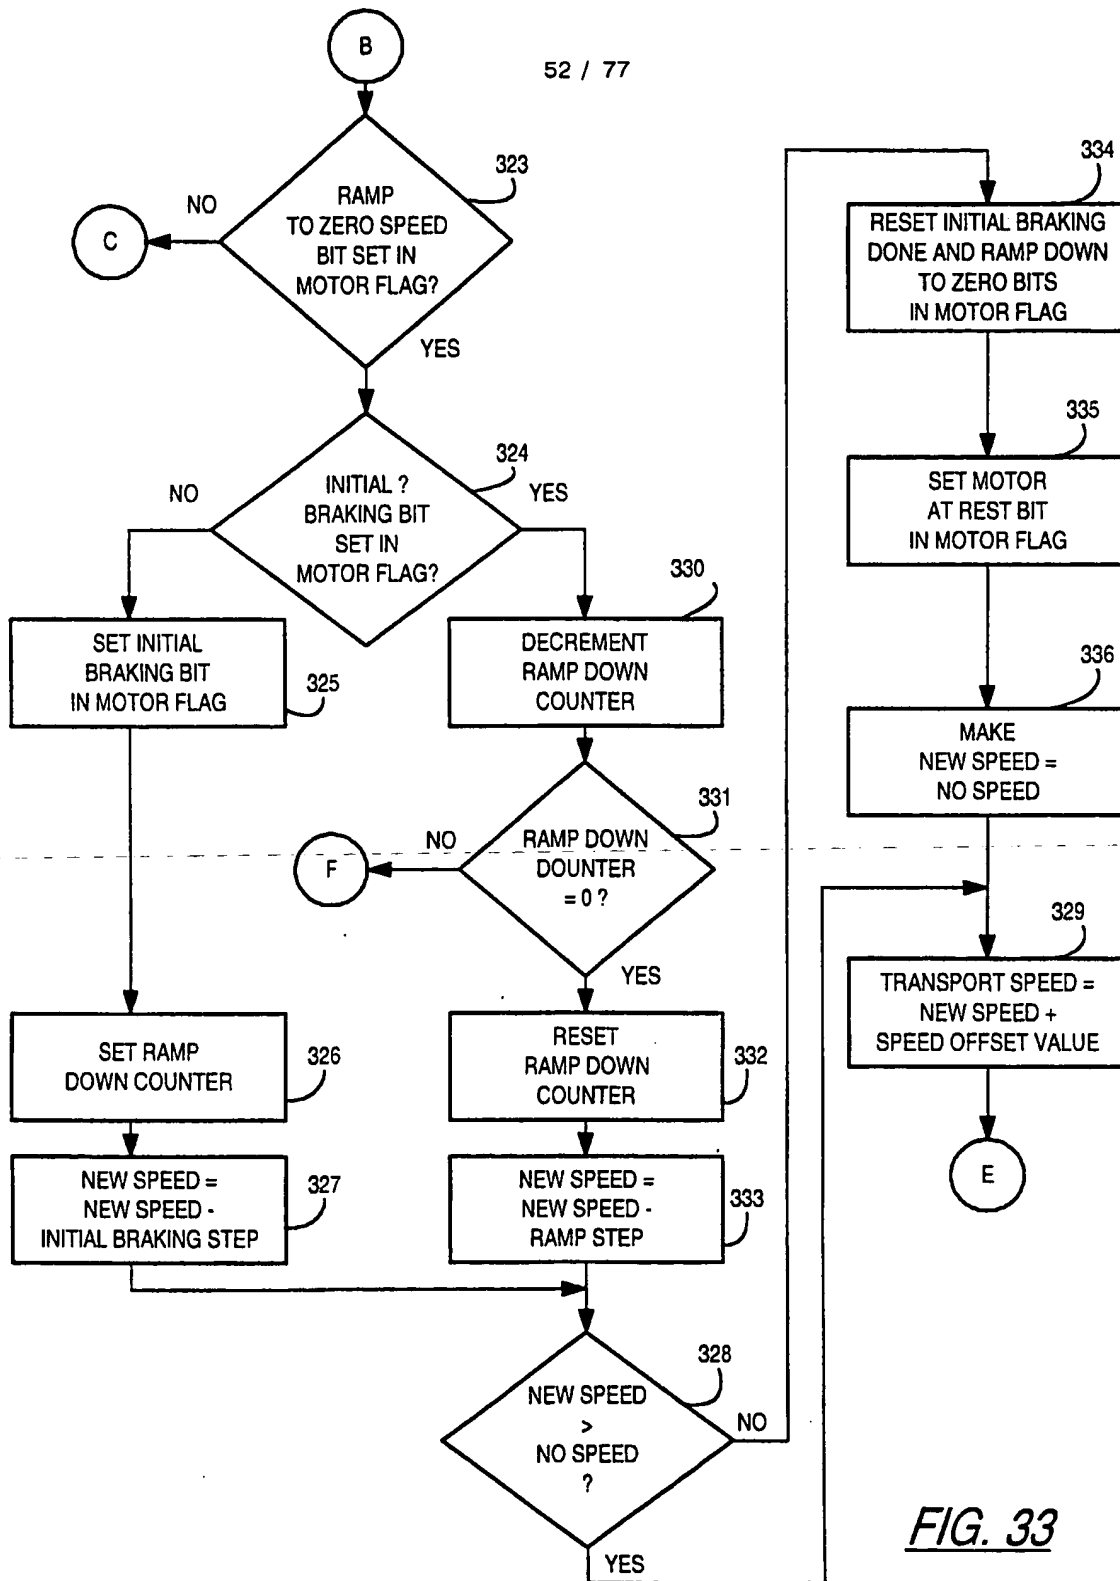 B
52 / 77
323
RAMP
TO ZERO SPEED
BIT SET IN
MOTOR FLAG?
NO
C
YES
324
INITIAL ?
BRAKING BIT
SET IN
MOTOR FLAG?
NO
YES
SET INITIAL
BRAKING BIT
IN MOTOR FLAG
325
330
DECREMENT
RAMP DOWN
COUNTER
331
RAMP DOWN
DOUNTER
= 0 ?
NO
F
YES
SET RAMP
DOWN COUNTER
326
RESET
RAMP DOWN
COUNTER
332
NEW SPEED =
NEW SPEED -
INITIAL BRAKING STEP
327
NEW SPEED =
NEW SPEED -
RAMP STEP
333
328
NEW SPEED
>
NO SPEED
?
NO
YES
334
RESET INITIAL BRAKING
DONE AND RAMP DOWN
TO ZERO BITS
IN MOTOR FLAG
335
SET MOTOR
AT REST BIT
IN MOTOR FLAG
336
MAKE
NEW SPEED =
NO SPEED
329
TRANSPORT SPEED =
NEW SPEED +
SPEED OFFSET VALUE
E
FIG. 33